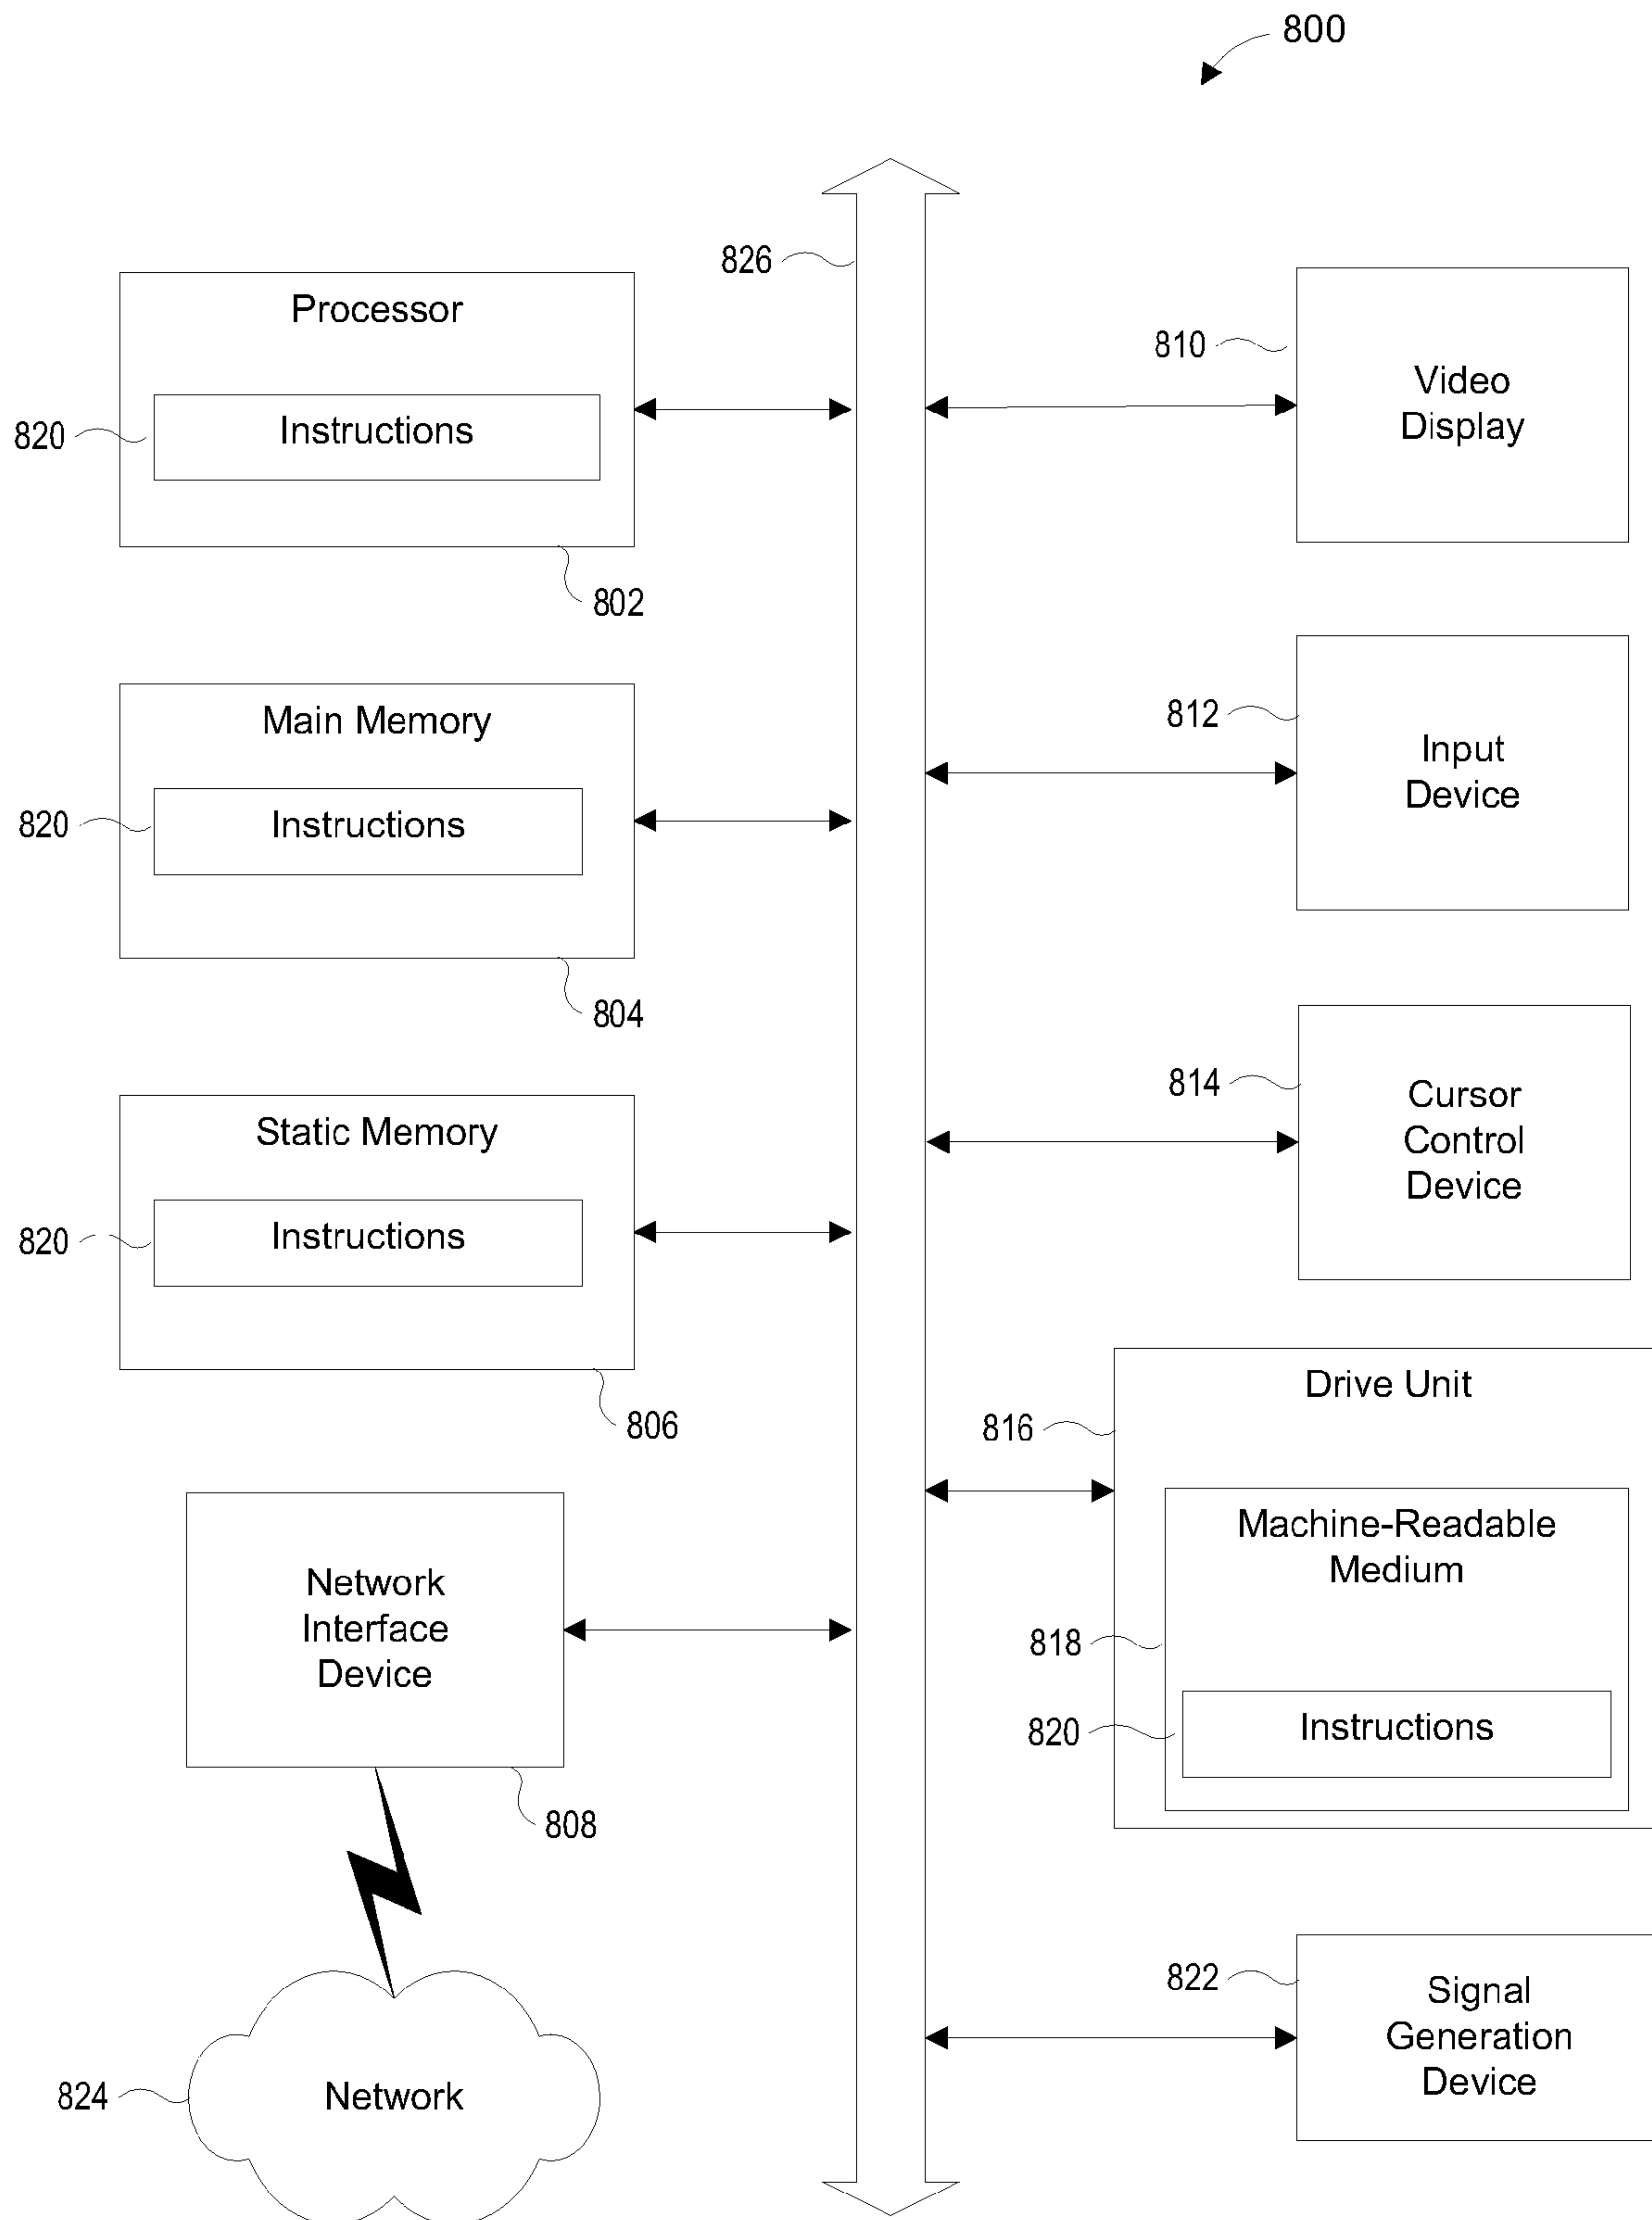 800
826
Processor
820
Instructions
802
810
Video
Display
Main Memory
820
Instructions
804
812
Input
Device
Static Memory
820
Instructions
806
814
Cursor
Control
Device
Network
Interface
Device
808
Drive Unit
816
Machine-Readable
Medium
818
820
Instructions
824
Network
822
Signal
Generation
Device